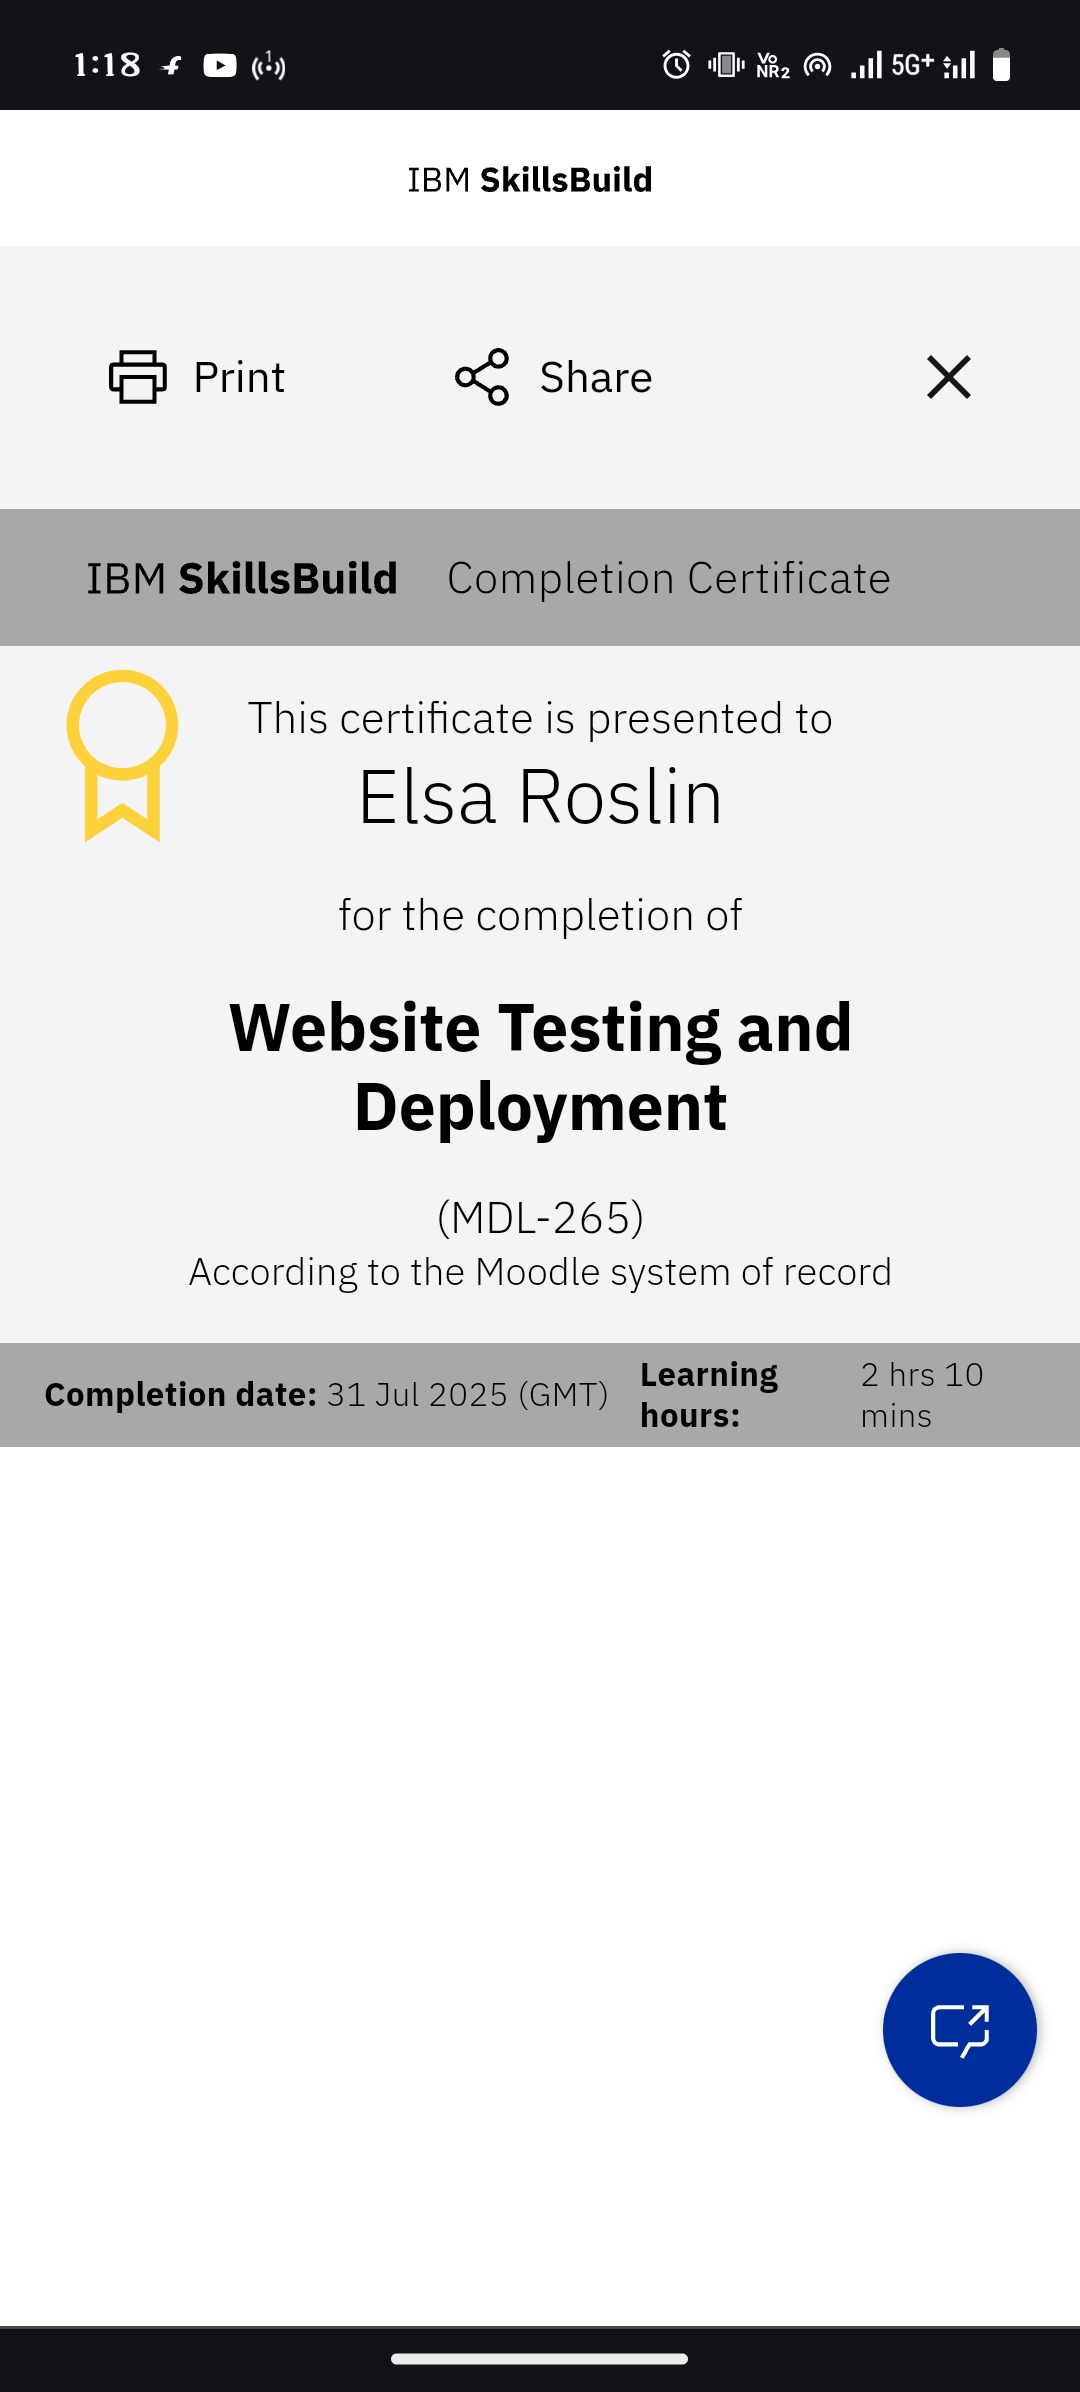 1:18
Vo NR2 5G+
IBM SkillsBuild
Print Share
IBM SkillsBuild Completion Certificate
This certificate is presented to
Elsa Roslin
for the completion of
Website Testing and
Deployment
(MDL-265)
According to the Moodle system of record
Completion date: 31 Jul 2025 (GMT)
Learning
hours:
2 hrs 10
mins